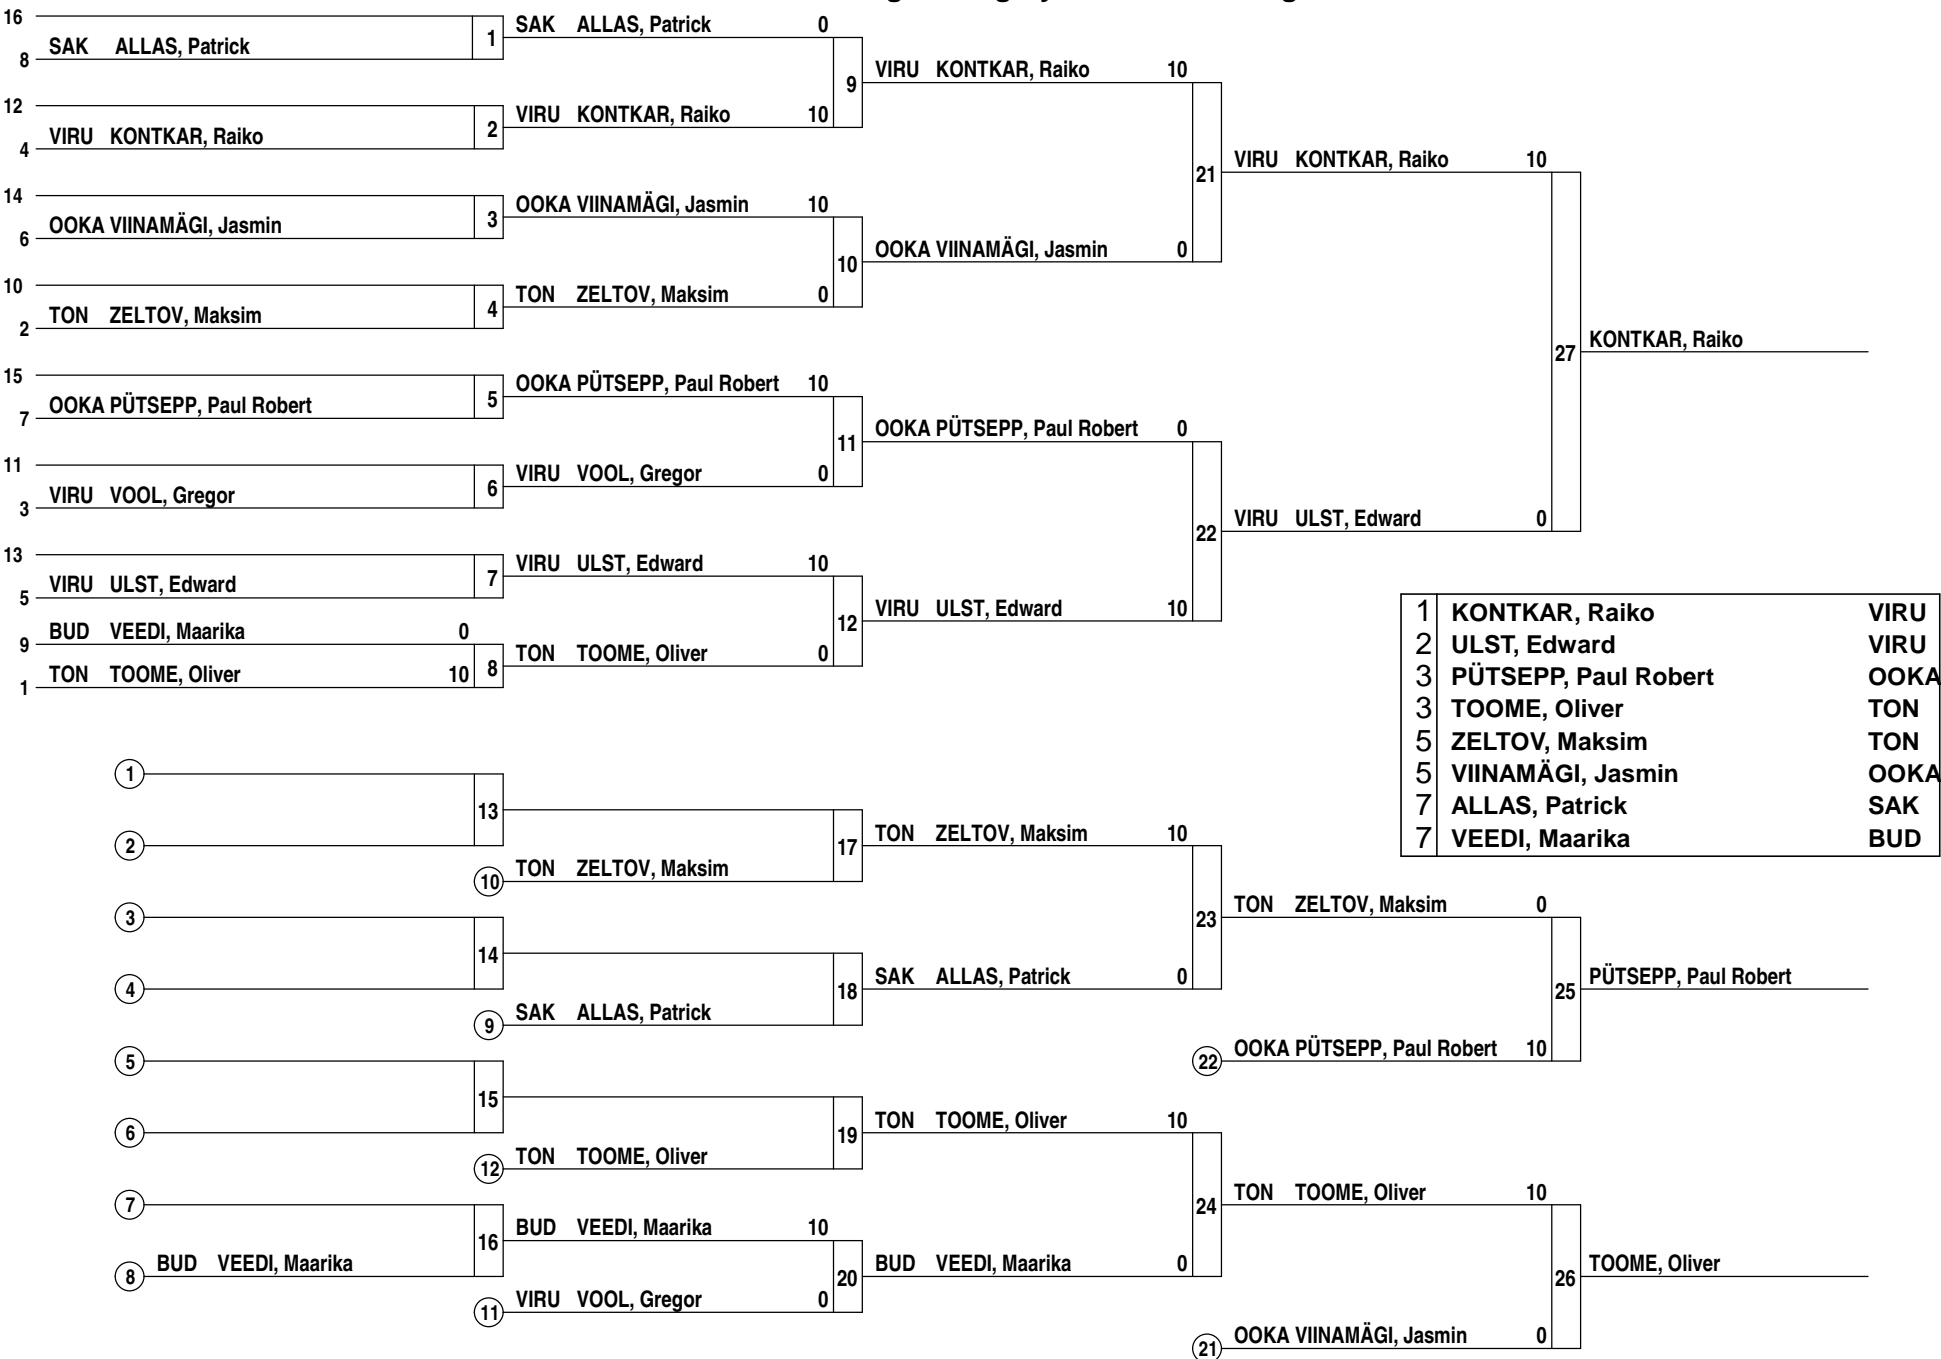 16
SAK ALLAS, Patrick
8
1
SAK ALLAS, Patrick 0
12
VIRU KONTKAR, Raiko
4
2
VIRU KONTKAR, Raiko 10
9
VIRU KONTKAR, Raiko 10
14
OOKA VIINAMÄGI, Jasmin
6
3
OOKA VIINAMÄGI, Jasmin 10
10
TON ZELTOV, Maksim
2
4
TON ZELTOV, Maksim 0
10
OOKA VIINAMÄGI, Jasmin 0
21
VIRU KONTKAR, Raiko 10
15
OOKA PÜTSEPP, Paul Robert
7
5
OOKA PÜTSEPP, Paul Robert 10
11
VIRU VOOL, Gregor
3
6
VIRU VOOL, Gregor 0
11
OOKA PÜTSEPP, Paul Robert 0
13
VIRU ULST, Edward
5
7
VIRU ULST, Edward 10
9
BUD VEEDI, Maarika 0
TON TOOME, Oliver 10
1
8
TON TOOME, Oliver 0
12
VIRU ULST, Edward 10
22
VIRU ULST, Edward 0
27
KONTKAR, Raiko
1 KONTKAR, Raiko VIRU
2 ULST, Edward VIRU
3 PÜTSEPP, Paul Robert OOKA
3 TOOME, Oliver TON
5 ZELTOV, Maksim TON
5 VIINAMÄGI, Jasmin OOKA
7 ALLAS, Patrick SAK
7 VEEDI, Maarika BUD
1
2
13
10 TON ZELTOV, Maksim
17
TON ZELTOV, Maksim 10
3
4
14
9 SAK ALLAS, Patrick
18
SAK ALLAS, Patrick 0
23
TON ZELTOV, Maksim 0
22 OOKA PÜTSEPP, Paul Robert 10
25
PÜTSEPP, Paul Robert
5
6
15
12 TON TOOME, Oliver
19
TON TOOME, Oliver 10
7
8 BUD VEEDI, Maarika
16
BUD VEEDI, Maarika 10
11 VIRU VOOL, Gregor 0
20
BUD VEEDI, Maarika 0
24
TON TOOME, Oliver 10
21 OOKA VIINAMÄGI, Jasmin 0
26
TOOME, Oliver